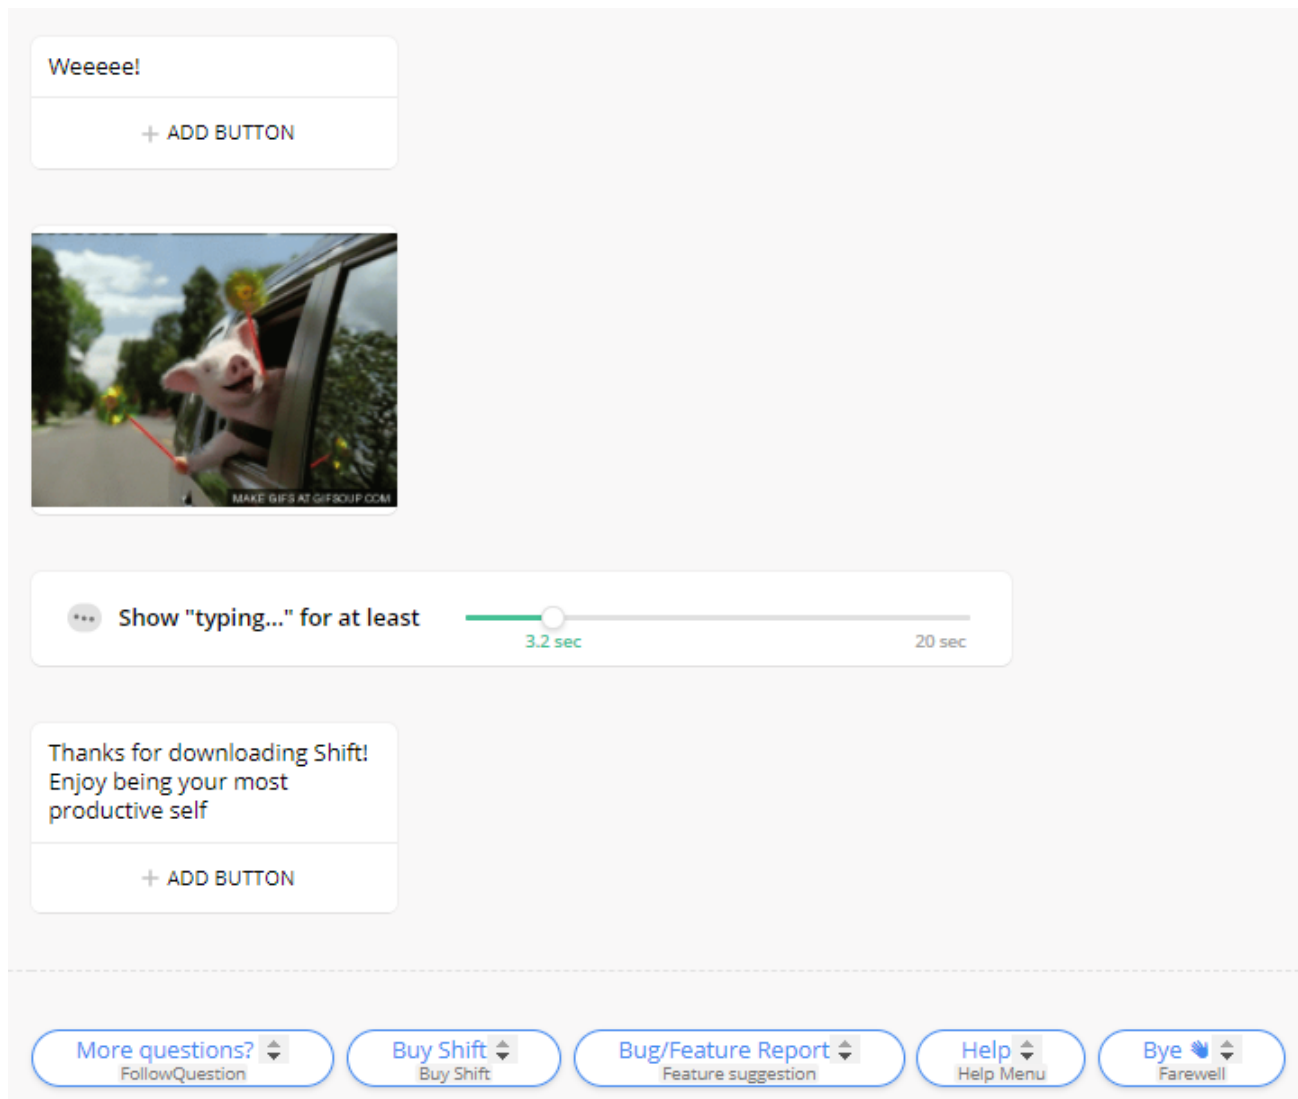 Weeeee!
+ ADD BUTTON
MAKE GIFS AT GIFSOUP.COM
Show "typing..." for at least
3.2 sec
20 sec
Thanks for downloading Shift!
Enjoy being your most
productive self
+ ADD BUTTON
More questions?
FollowQuestion
Buy Shift
Buy Shift
Bug/Feature Report
Feature suggestion
Help
Help Menu
Bye 👋
Farewell